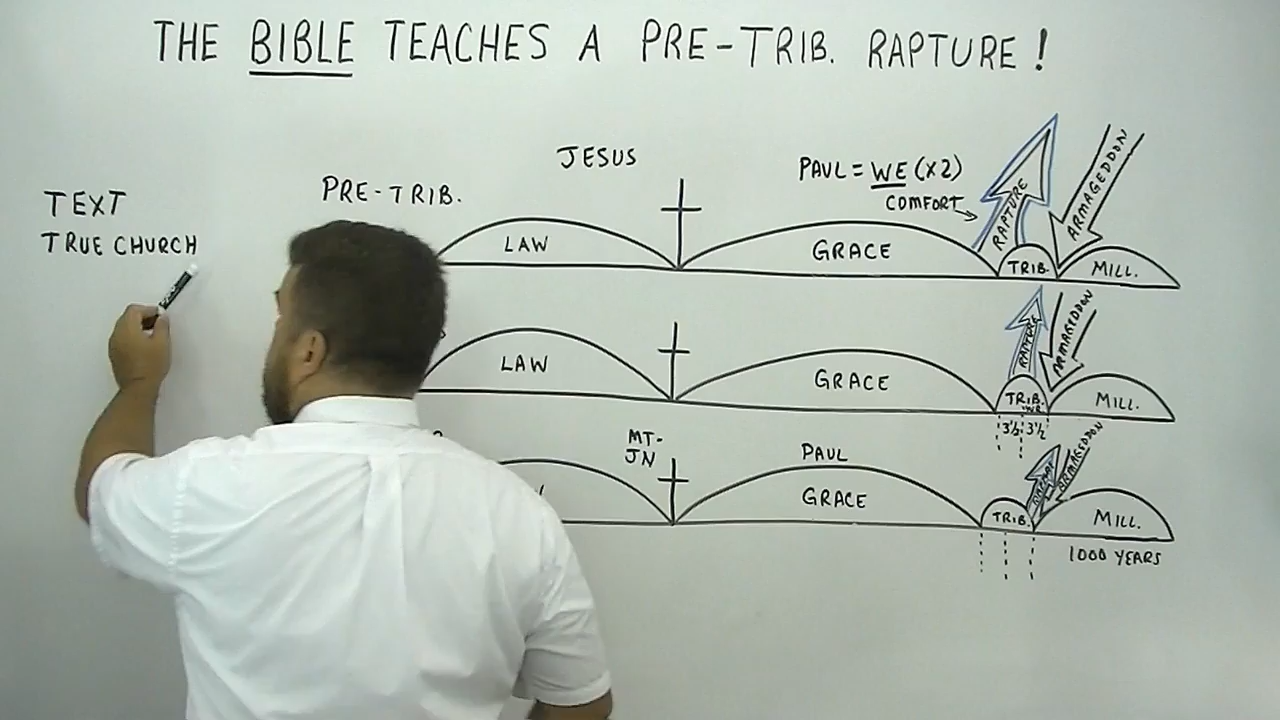 THE BIBLE TEACHES A PRE-TRIB. RAPTURE!
TEXT
TRUE CHURCH
PRE-TRIB.
JESUS
PAUL = WE (X2)
COMFORT
LAW
GRACE
RAPTURE
ARMAGEDDON
TRIB.
MILL.
LAW
GRACE
RAPTURE
ARMAGEDDON
TRIB.
MILL.
3½ 3½
MT-
JN
PAUL
GRACE
RAPTURE
ARMAGEDDON
TRIB.
MILL.
1000 YEARS